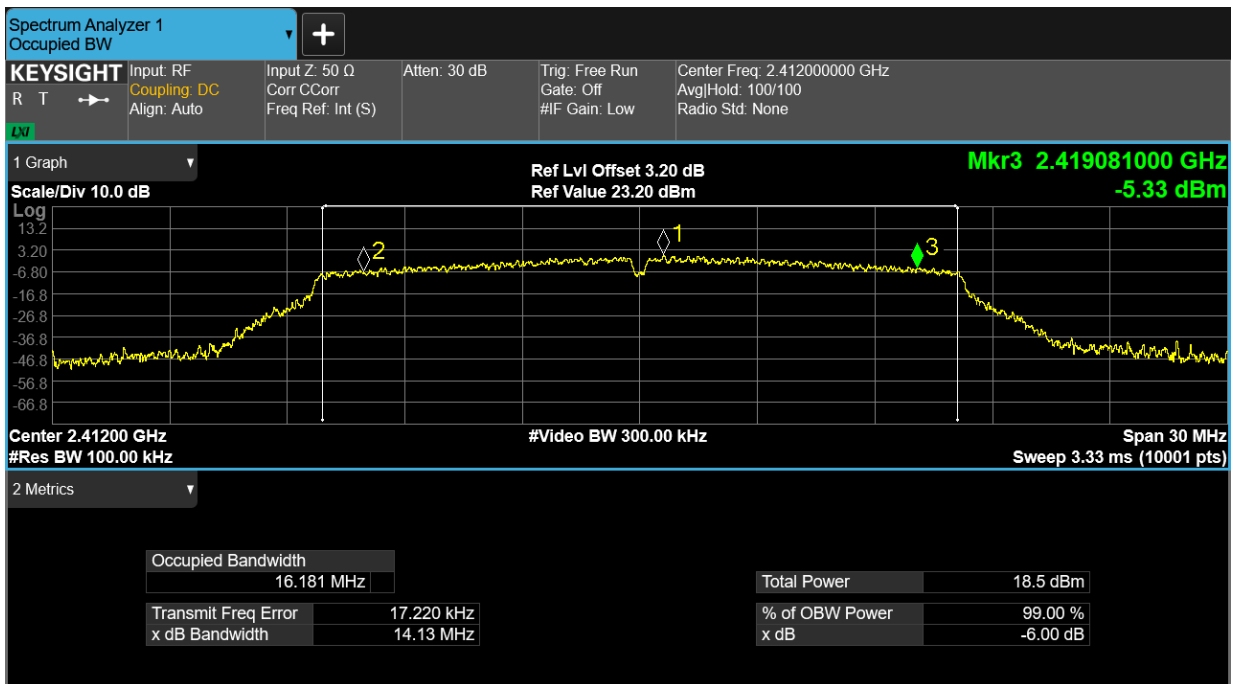 Spectrum Analyzer 1
Occupied BW
+
KEYSIGHT
R T
LXI
Input: RF
Coupling: DC
Align: Auto
Input Z: 50 Ω
Corr CCorr
Freq Ref: Int (S)
Atten: 30 dB
Trig: Free Run
Gate: Off
#IF Gain: Low
Center Freq: 2.412000000 GHz
Avg|Hold: 100/100
Radio Std: None
1 Graph
Scale/Div 10.0 dB
Ref Lvl Offset 3.20 dB
Ref Value 23.20 dBm
Mkr3 2.419081000 GHz
-5.33 dBm
Log
13.2
3.20
-6.80
-16.8
-26.8
-36.8
-46.8
-56.8
-66.8
2
1
3
Center 2.41200 GHz
#Res BW 100.00 kHz
#Video BW 300.00 kHz
Span 30 MHz
Sweep 3.33 ms (10001 pts)
2 Metrics
Occupied Bandwidth
16.181 MHz
Transmit Freq Error 17.220 kHz
x dB Bandwidth 14.13 MHz
Total Power 18.5 dBm
% of OBW Power 99.00 %
x dB -6.00 dB